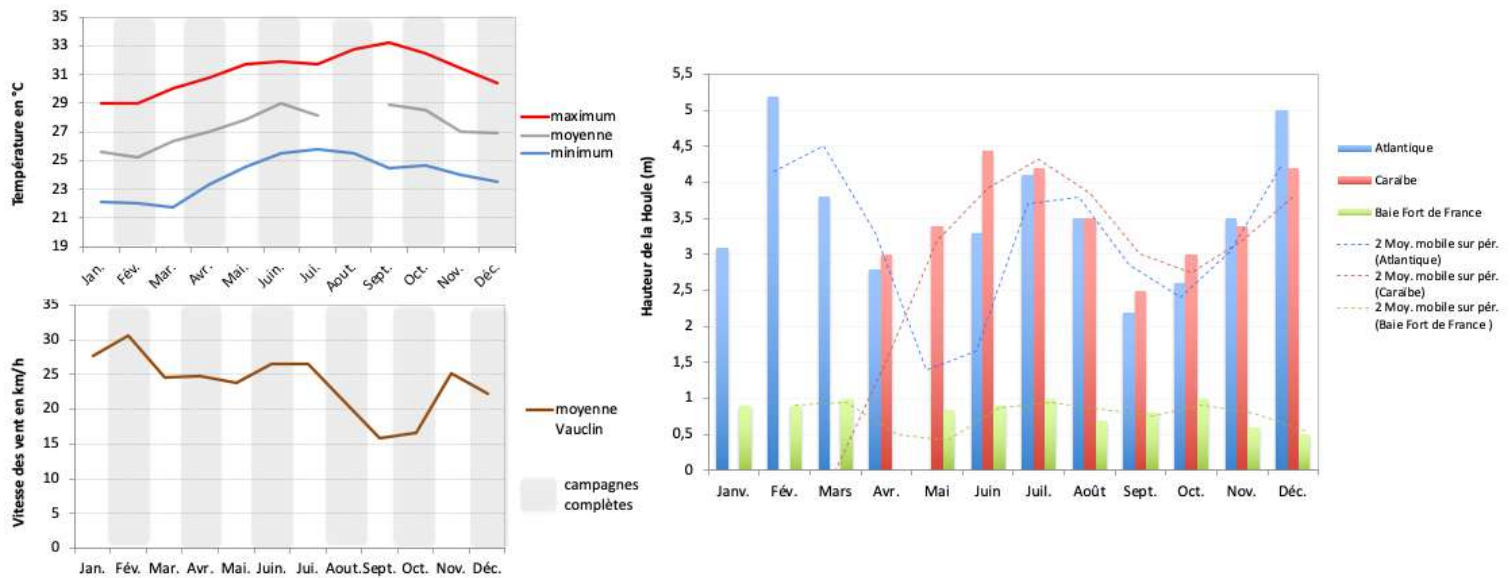 35
33
31
29
27
25
23
21
19
Température en °C
Jan.
Fév.
Mar.
Avr.
Mai.
Juin.
Jui.
Aout.
Sept.
Oct.
Nov.
Déc.
maximum
moyenne
minimum
35
30
25
20
15
10
5
0
Vitesse des vent en km/h
Jan. Fév. Mar. Avr. Mai. Juin. Jui. Aout. Sept. Oct. Nov. Déc.
moyenne
Vauclin
campagnes
complètes
5,5
5
4,5
4
3,5
3
2,5
2
1,5
1
0,5
0
Hauteur de la Houle (m)
Janv. Fév. Mars Avr. Mai Juin Juil. Août Sept. Oct. Nov. Déc.
Atlantique
Caraïbe
Baie Fort de France
2 Moy. mobile sur pér.
(Atlantique)
2 Moy. mobile sur pér.
(Caraïbe)
2 Moy. mobile sur pér.
(Baie Fort de France )